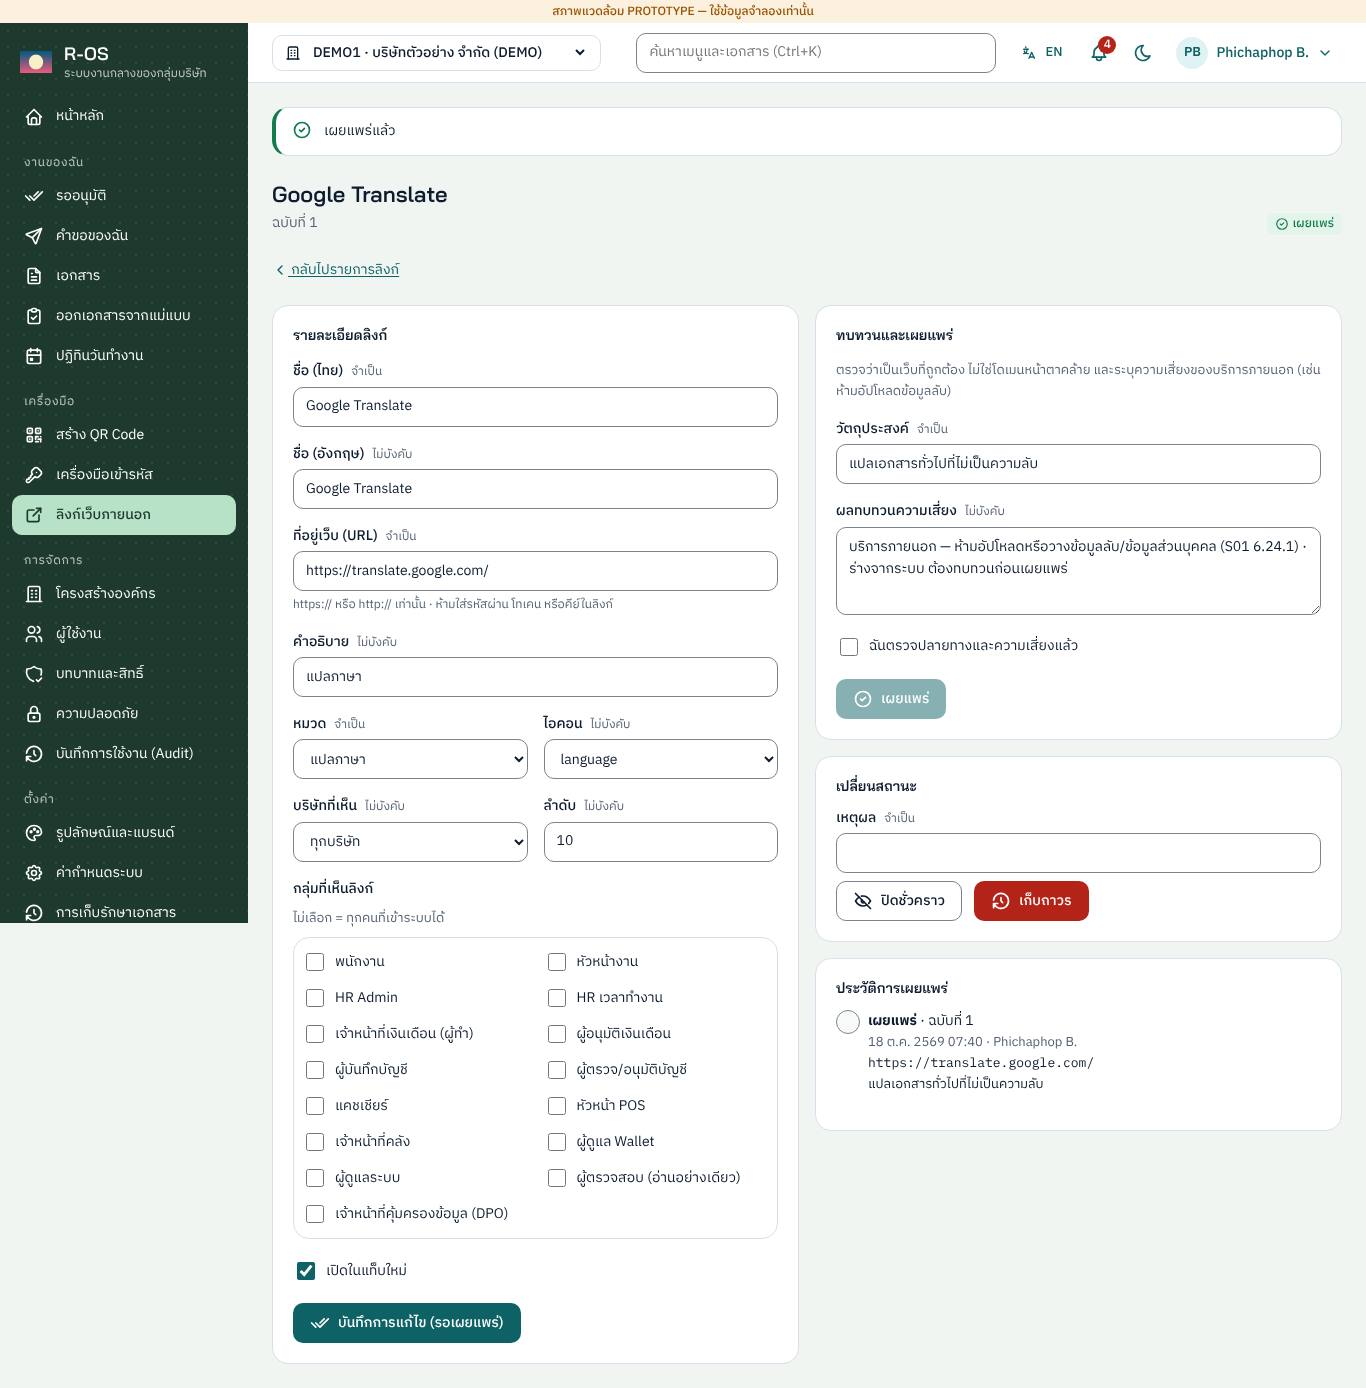 สภาพแวดล้อม PROTOTYPE — ใช้ข้อมูลจำลองเท่านั้น
R-OS
ระบบงานกลางของกลุ่มบริษัท
DEMO1 · บริษัทตัวอย่าง จำกัด (DEMO)
ค้นหาเมนูและเอกสาร (Ctrl+K)
EN
4
PB
Phichaphop B.
หน้าหลัก
งานของฉัน
รออนุมัติ
คำขอของฉัน
เอกสาร
ออกเอกสารจากแม่แบบ
ปฏิทินวันทำงาน
เครื่องมือ
สร้าง QR Code
เครื่องมือเข้ารหัส
ลิงก์เว็บภายนอก
การจัดการ
โครงสร้างองค์กร
ผู้ใช้งาน
บทบาทและสิทธิ์
ความปลอดภัย
บันทึกการใช้งาน (Audit)
ตั้งค่า
รูปลักษณ์และแบรนด์
ค่ากำหนดระบบ
การเก็บรักษาเอกสาร
เผยแพร่แล้ว
Google Translate
ฉบับที่ 1
เผยแพร่
กลับไปรายการลิงก์
รายละเอียดลิงก์
ชื่อ (ไทย) จำเป็น
Google Translate
ชื่อ (อังกฤษ) ไม่บังคับ
Google Translate
ที่อยู่เว็บ (URL) จำเป็น
https://translate.google.com/
https:// หรือ http:// เท่านั้น · ห้ามใส่รหัสผ่าน โทเคน หรือคีย์ในลิงก์
คำอธิบาย ไม่บังคับ
แปลภาษา
หมวด จำเป็น
ไอคอน ไม่บังคับ
แปลภาษา
language
บริษัทที่เห็น ไม่บังคับ
ลำดับ ไม่บังคับ
ทุกบริษัท
10
กลุ่มที่เห็นลิงก์
ไม่เลือก = ทุกคนที่เข้าระบบได้
พนักงาน
หัวหน้างาน
HR Admin
HR เวลาทำงาน
เจ้าหน้าที่เงินเดือน (ผู้ทำ)
ผู้อนุมัติเงินเดือน
ผู้บันทึกบัญชี
ผู้ตรวจ/อนุมัติบัญชี
แคชเชียร์
หัวหน้า POS
เจ้าหน้าที่คลัง
ผู้ดูแล Wallet
ผู้ดูแลระบบ
ผู้ตรวจสอบ (อ่านอย่างเดียว)
เจ้าหน้าที่คุ้มครองข้อมูล (DPO)
เปิดในแท็บใหม่
บันทึกการแก้ไข (รอเผยแพร่)
ทบทวนและเผยแพร่
ตรวจว่าเป็นเว็บที่ถูกต้อง ไม่ใช่โดเมนหน้าตาคล้าย และระบุความเสี่ยงของบริการภายนอก (เช่น
ห้ามอัปโหลดข้อมูลลับ)
วัตถุประสงค์ จำเป็น
แปลเอกสารทั่วไปที่ไม่เป็นความลับ
ผลทบทวนความเสี่ยง ไม่บังคับ
บริการภายนอก — ห้ามอัปโหลดหรือวางข้อมูลลับ/ข้อมูลส่วนบุคคล (S01 6.24.1) ·
ร่างจากระบบ ต้องทบทวนก่อนเผยแพร่
ฉันตรวจปลายทางและความเสี่ยงแล้ว
เผยแพร่
เปลี่ยนสถานะ
เหตุผล จำเป็น
ปิดชั่วคราว
เก็บถาวร
ประวัติการเผยแพร่
เผยแพร่ · ฉบับที่ 1
18 ต.ค. 2569 07:40 · Phichaphop B.
https://translate.google.com/
แปลเอกสารทั่วไปที่ไม่เป็นความลับ